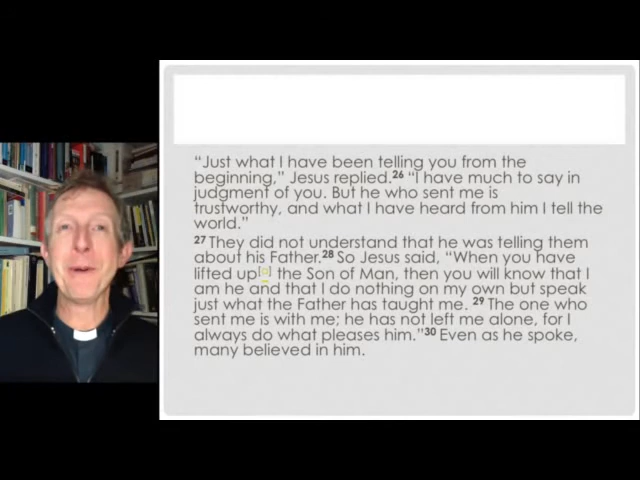 “Just what I have been telling you from the
beginning,” Jesus replied.26 “I have much to say in
judgment of you. But he who sent me is
trustworthy, and what I have heard from him I tell the
world.”
27 They did not understand that he was telling them
about his Father.28 So Jesus said, “When you have
lifted up the Son of Man, then you will know that I
am he and that I do nothing on my own but speak
just what the Father has taught me. 29 The one who
sent me is with me; he has not left me alone, for I
always do what pleases him.”30 Even as he spoke,
many believed in him.